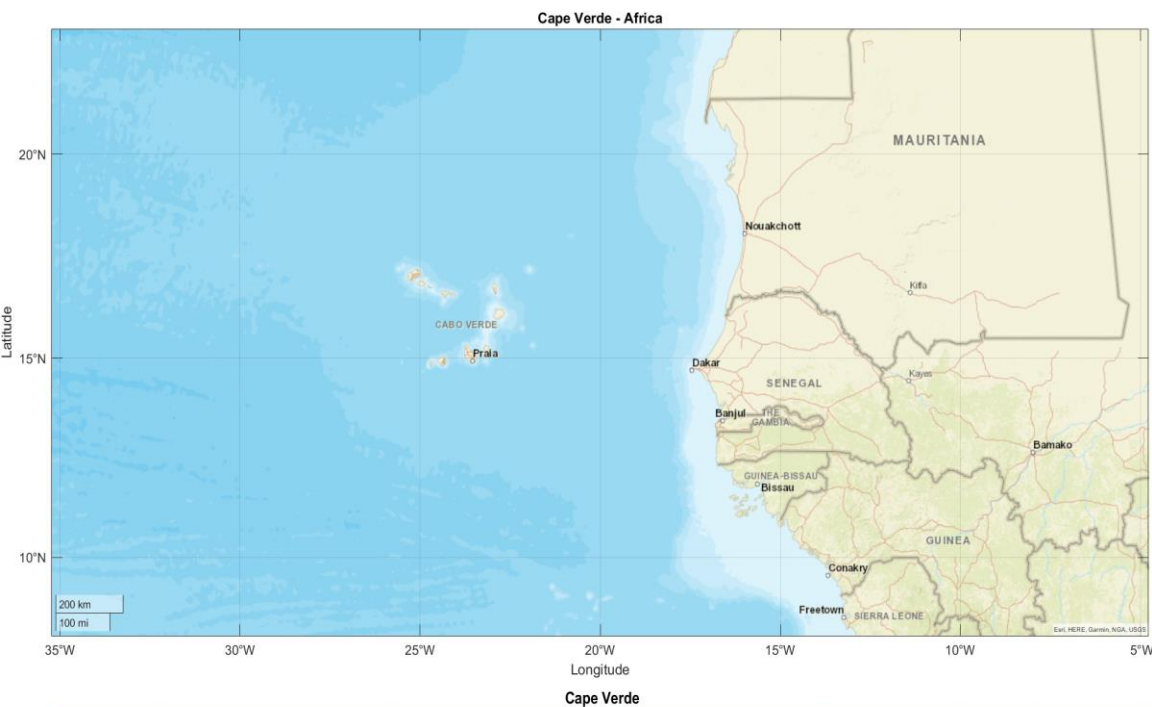 Cape Verde - Africa
MAURITANIA
20°N
Nouakchott
Kiffa
CABO VERDE
15°N
Praia
Dakar
Kayes
SENEGAL
Banjul
THE
GAMBIA
Bamako
GUINEA-BISSAU
Bissau
GUINEA
10°N
Conakry
200 km
Freetown
SIERRA LEONE
100 mi
Esri, HERE, Garmin, NGA, USGS
35°W
30°W
25°W
20°W
15°W
10°W
5°W
Latitude
Longitude
Cape Verde